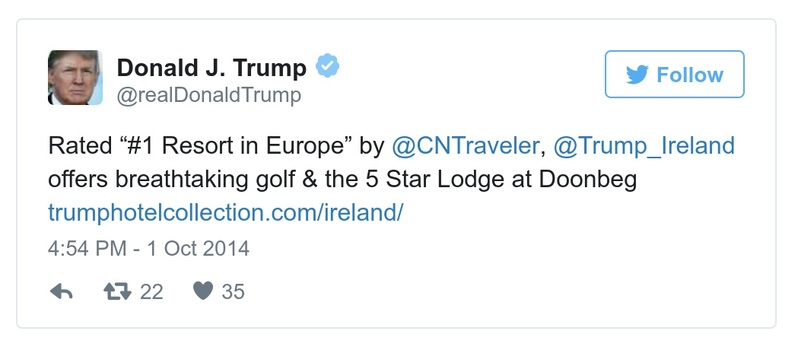 Donald J. Trump
@realDonaldTrump
Follow
Rated “#1 Resort in Europe” by @CNTraveler, @Trump_Ireland
offers breathtaking golf & the 5 Star Lodge at Doonbeg
trumphotelcollection.com/ireland/
4:54 PM - 1 Oct 2014
22 35